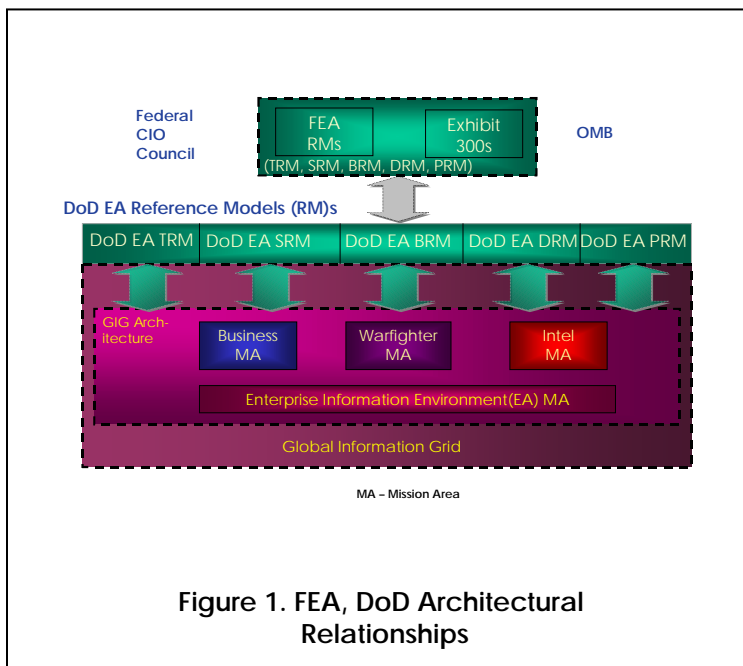 Federal
CIO
Council
FEA
RMs
Exhibit
300s
OMB
(TRM, SRM, BRM, DRM, PRM)
DoD EA Reference Models (RM)s
DoD EA TRM
DoD EA SRM
DoD EA BRM
DoD EA DRM
DoD EA PRM
GIG Arch-
itecture
Business
MA
Warfighter
MA
Intel
MA
Enterprise Information Environment(EA) MA
Global Information Grid
MA – Mission Area
Figure 1. FEA, DoD Architectural
Relationships